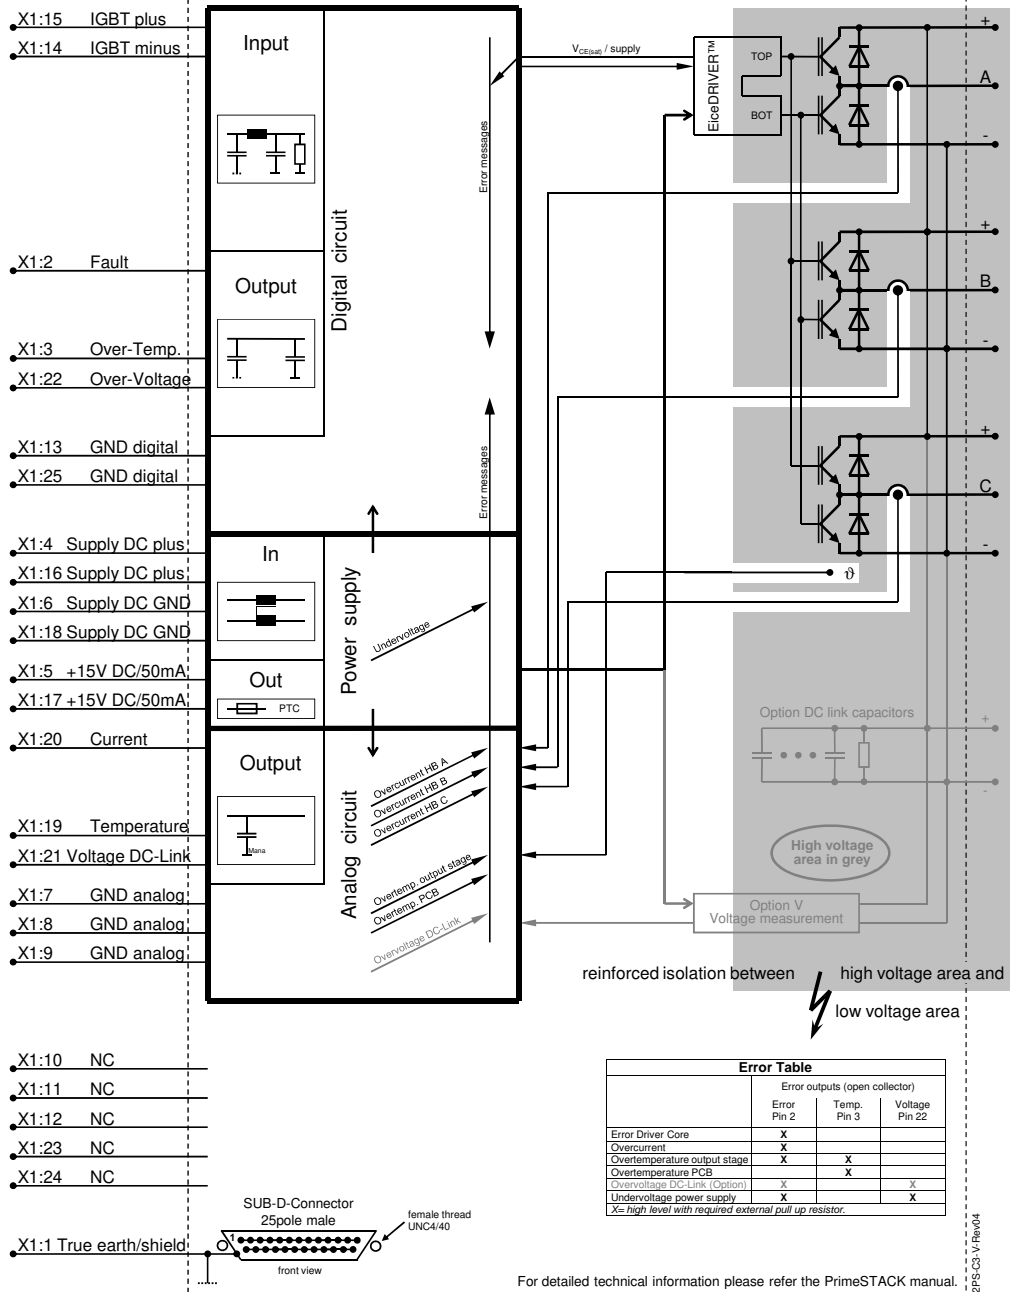 X1:15 IGBT plus
X1:14 IGBT minus
X1:2 Fault
X1:3 Over-Temp.
X1:22 Over-Voltage
X1:13 GND digital
X1:25 GND digital
X1:4 Supply DC plus
X1:16 Supply DC plus
X1:6 Supply DC GND
X1:18 Supply DC GND
X1:5 +15V DC/50mA
X1:17 +15V DC/50mA
X1:20 Current
X1:19 Temperature
X1:21 Voltage DC-Link
X1:7 GND analog
X1:8 GND analog
X1:9 GND analog
X1:10 NC
X1:11 NC
X1:12 NC
X1:23 NC
X1:24 NC
X1:1 True earth/shield
Input
Output
Digital circuit
Error messages
Error messages
In
Out
PTC
Power supply
Undervoltage
Output
Mana
Analog circuit
Overcurrent HB A
Overcurrent HB B
Overcurrent HB C
Overtemp. output stage
Overtemp. PCB
Overvoltage DC-Link
VCE(sat) / supply
EiceDRIVER™
TOP
BOT
+
A
-
+
B
-
+
C
-
ϑ
Option DC link capacitors
+
-
High voltage
area in grey
Option V
Voltage measurement
reinforced isolation between high voltage area and
low voltage area
Error Table
Error outputs (open collector)
Error Temp. Voltage
Pin 2 Pin 3 Pin 22
Error Driver Core X
Overcurrent X
Overtemperature output stage X X
Overtemperature PCB X
Overvoltage DC-Link (Option) X X
Undervoltage power supply X X
X= high level with required external pull up resistor.
SUB-D-Connector
25pole male
female thread
UNC4/40
1
front view
For detailed technical information please refer the PrimeSTACK manual.
2PS-C3-V-Rev04